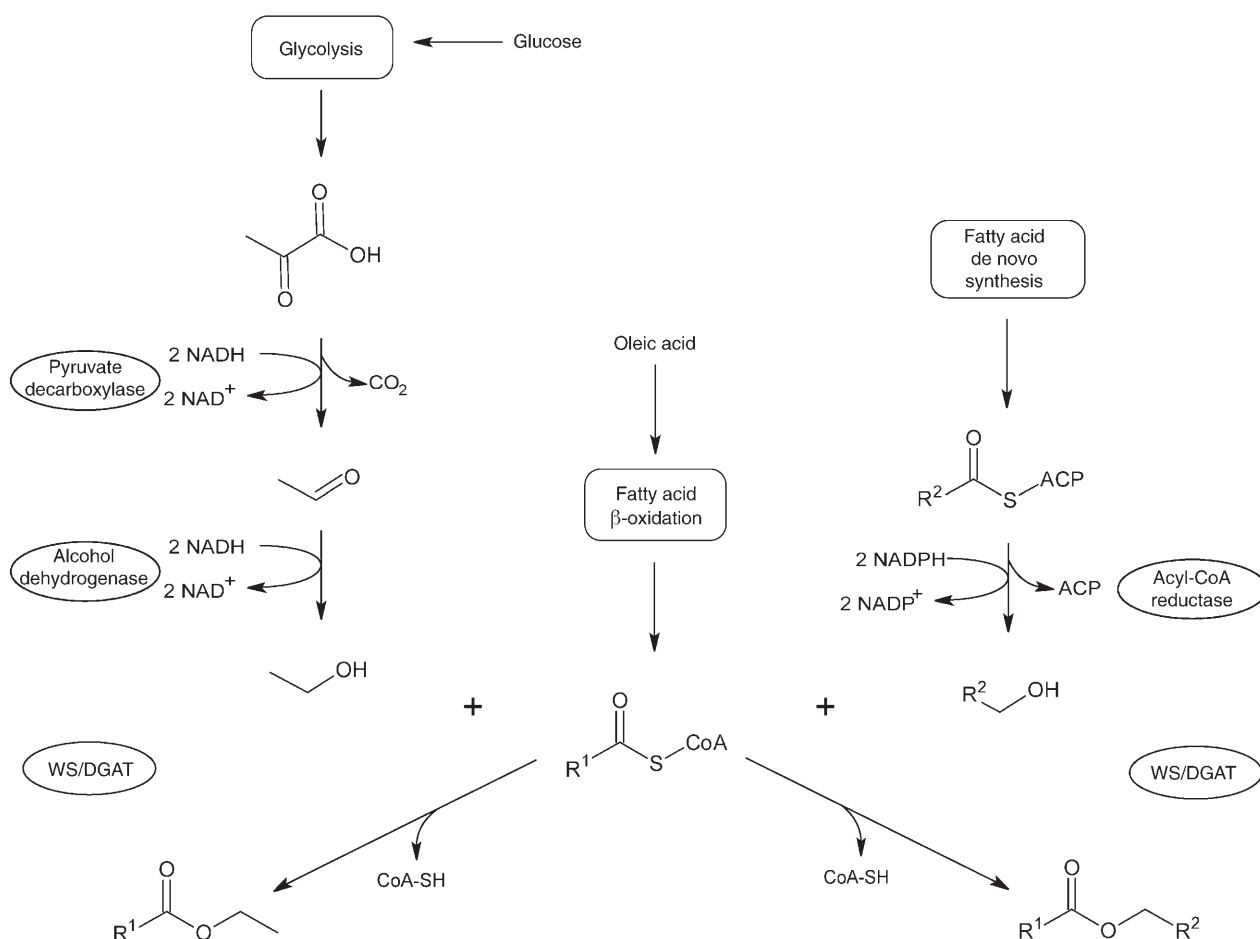 Glycolysis
Glucose
O
OH
O
Pyruvate
decarboxylase
2 NADH
2 NAD+
CO2
O
Alcohol
dehydrogenase
2 NADH
2 NAD+
OH
Oleic acid
Fatty acid
β-oxidation
Fatty acid
de novo
synthesis
O
R2
S
ACP
2 NADPH
2 NADP+
ACP
Acyl-CoA
reductase
R2
OH
+
+
O
R1
S
CoA
WS/DGAT
WS/DGAT
CoA-SH
CoA-SH
O
R1
O
O
R1
O
R2